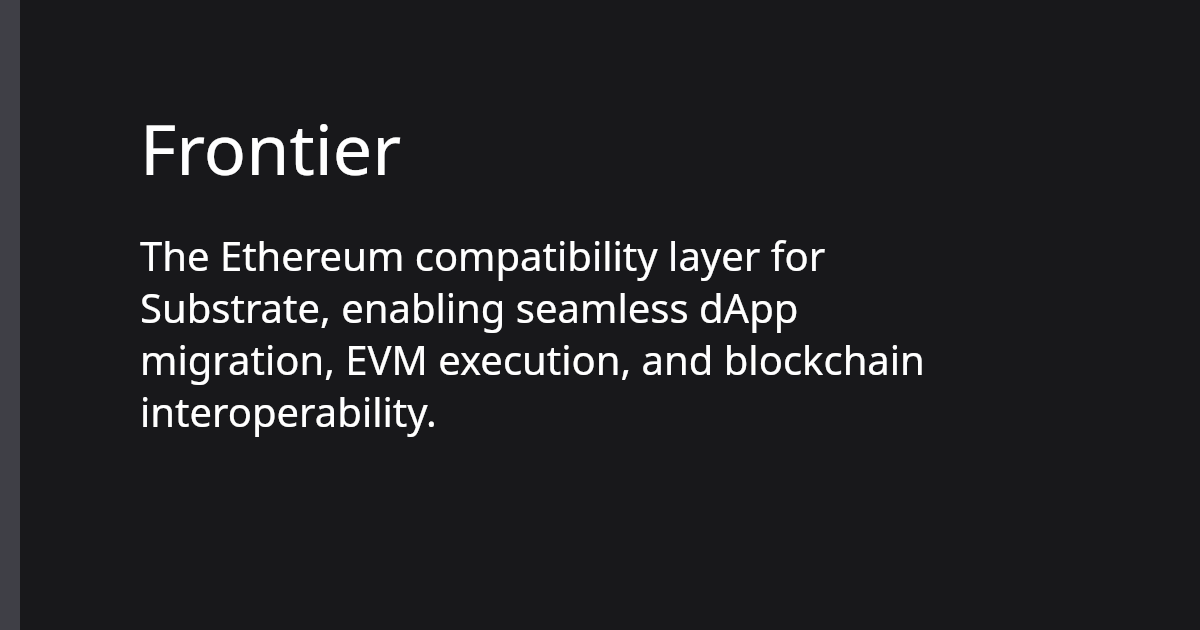 Frontier
The Ethereum compatibility layer for
Substrate, enabling seamless dApp
migration, EVM execution, and blockchain
interoperability.